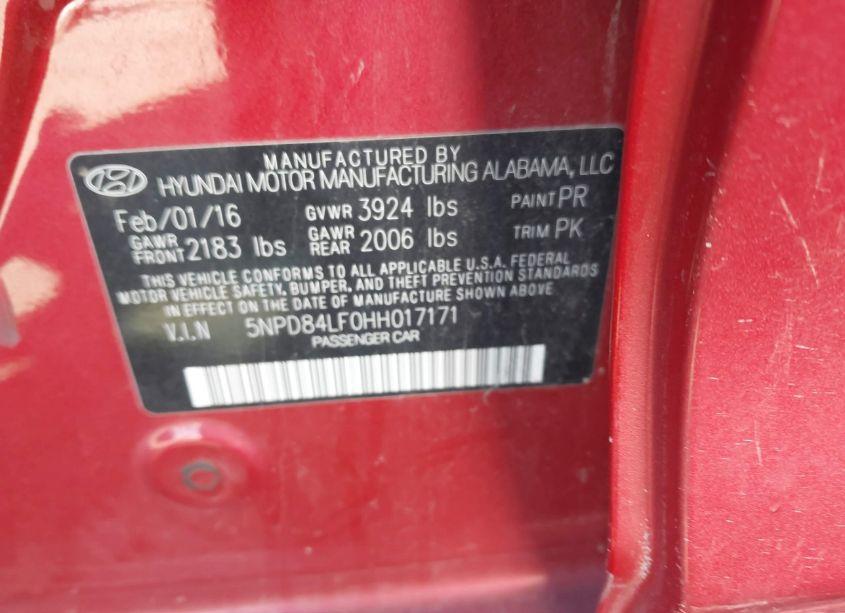 MANUFACTURED BY
HYUNDAI MOTOR MANUFACTURING ALABAMA, LLC
Feb/01/16 GVWR 3924 lbs PAINT PR
GAWR FRONT 2183 lbs GAWR REAR 2006 lbs TRIM PK
THIS VEHICLE CONFORMS TO ALL APPLICABLE U.S.A. FEDERAL
MOTOR VEHICLE SAFETY, BUMPER, AND THEFT PREVENTION STANDARDS
IN EFFECT ON THE DATE OF MANUFACTURE SHOWN ABOVE.
V.I.N 5NPD84LF0HH017171
PASSENGER CAR